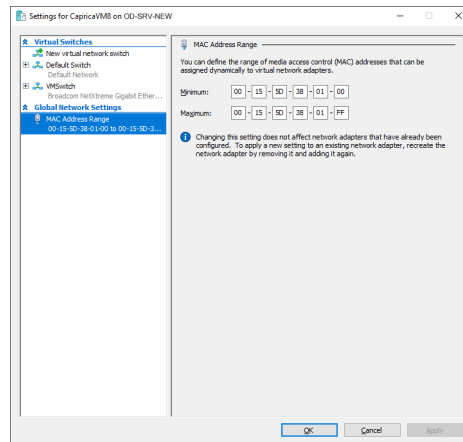 Settings for CapricaVM8 on OD-SRV-NEW
Virtual Switches
New virtual network switch
Default Switch
Default Network
VMSwitch
Broadcom NetXtreme Gigabit Ether...
Global Network Settings
MAC Address Range
00-15-5D-38-01-00 to 00-15-5D-3...
MAC Address Range
You can define the range of media access control (MAC) addresses that can be
assigned dynamically to virtual network adapters.
Minimum: 00 - 15 - 5D - 38 - 01 - 00
Maximum: 00 - 15 - 5D - 38 - 01 - FF
Changing this setting does not affect network adapters that have already been
configured. To apply a new setting to an existing network adapter, recreate the
network adapter by removing it and adding it again.
OK Cancel Apply